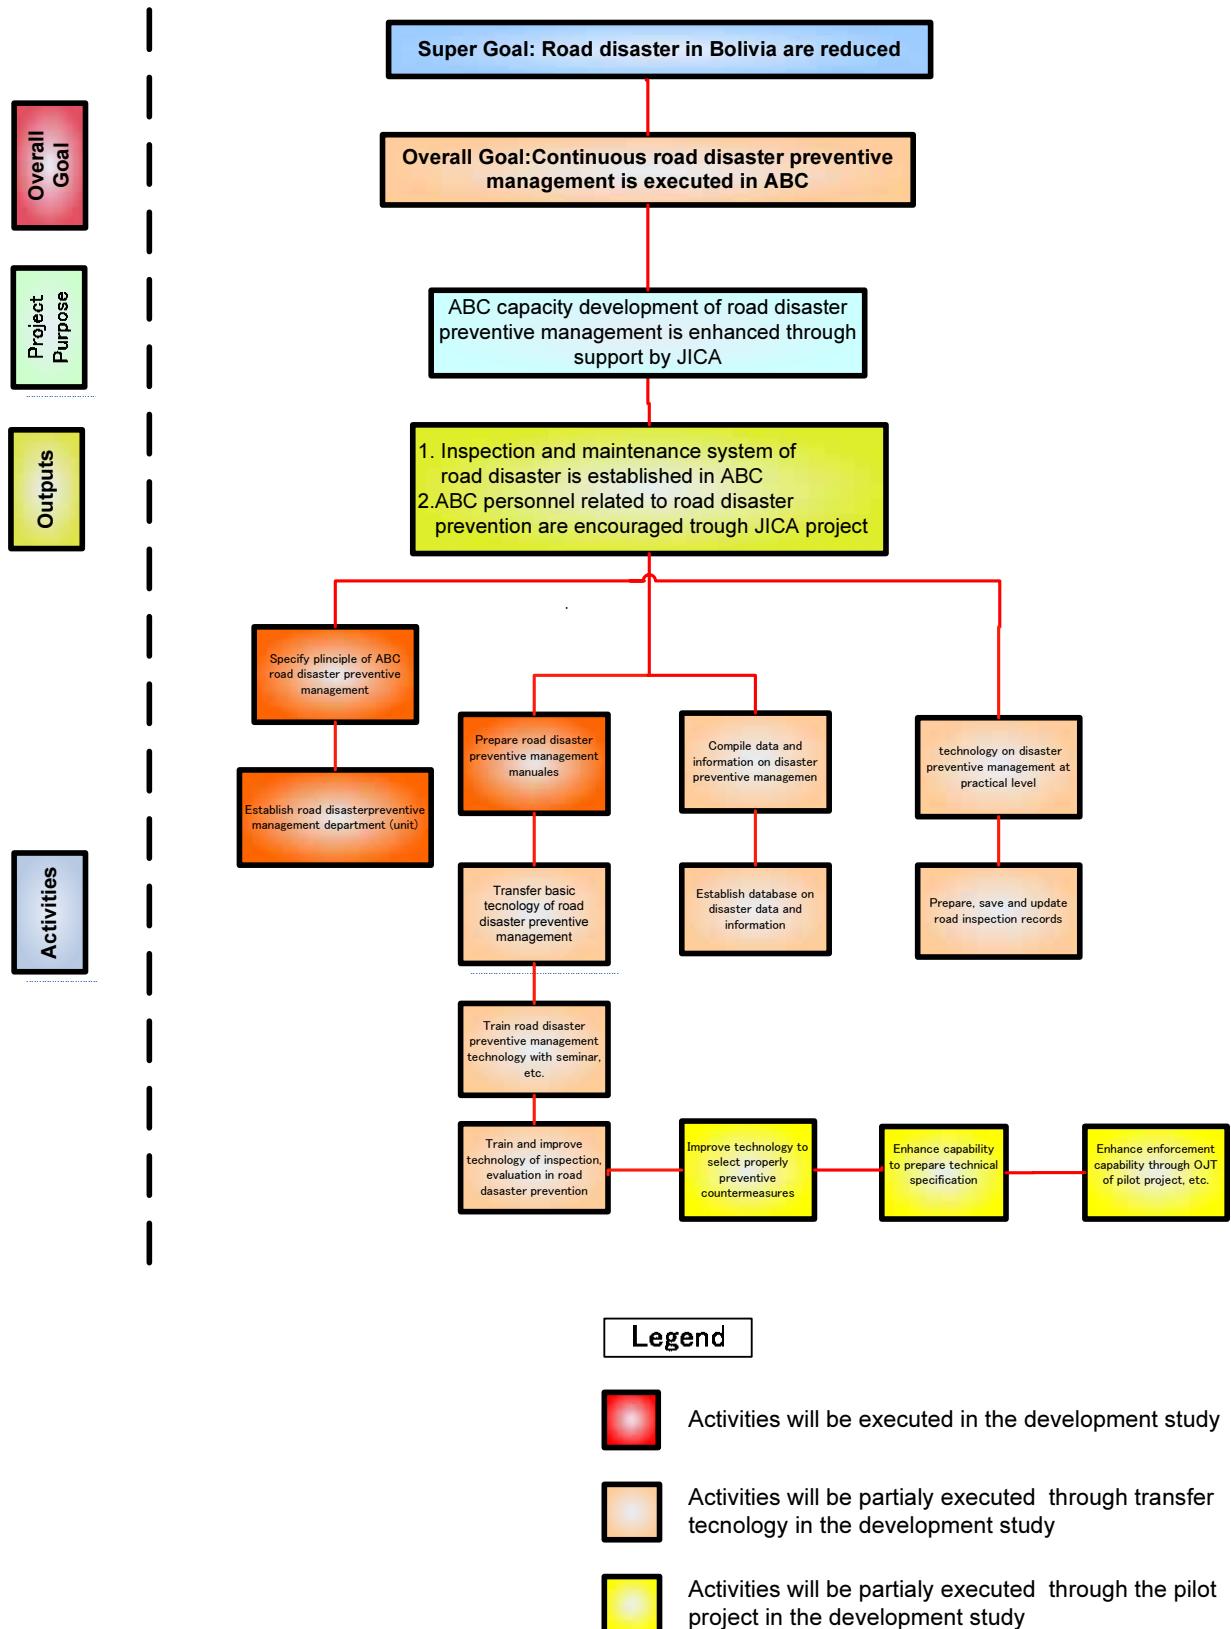 Super Goal: Road disaster in Bolivia are reduced
Overall
Goal
Overall Goal:Continuous road disaster preventive
management is executed in ABC
Project
Purpose
ABC capacity development of road disaster
preventive management is enhanced through
support by JICA
Outputs
1. Inspection and maintenance system of
road disaster is established in ABC
2.ABC personnel related to road disaster
prevention are encouraged trough JICA project
Activities
Specify plinciple of ABC
road disaster preventive
management
Establish road disasterpreventive
management department (unit)
Prepare road disaster
preventive management
manuales
Transfer basic
tecnology of road
disaster preventive
management
Train road disaster
preventive management
technology with seminar,
etc.
Train and improve
technology of inspection,
evaluation in road
dasaster prevention
Compile data and
information on disaster
preventive managemen
Establish database on
disaster data and
information
technology on disaster
preventive management at
practical level
Prepare, save and update
road inspection records
Improve technology to
select properly
preventive
countermeasures
Enhance capability
to prepare technical
specification
Enhance enforcement
capability through OJT
of pilot project, etc.
Legend
Activities will be executed in the development study
Activities will be partialy executed through transfer
tecnology in the development study
Activities will be partialy executed through the pilot
project in the development study